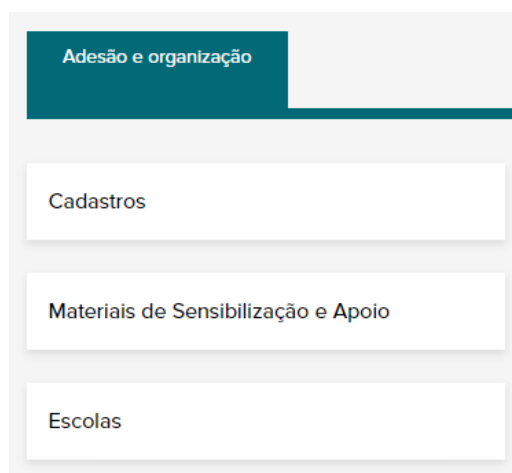 Adesão e organização
Cadastros
Materiais de Sensibilização e Apoio
Escolas